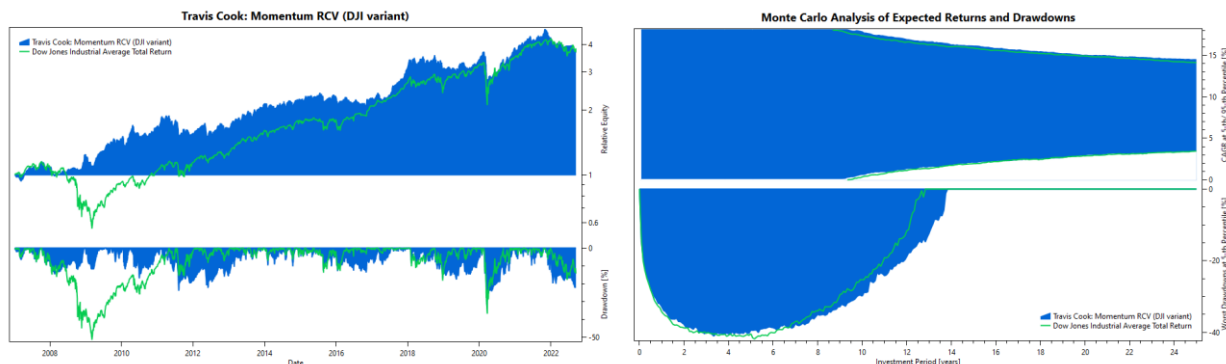 Travis Cook: Momentum RCV (DJI variant)
Travis Cook: Momentum RCV (DJI variant)
Dow Jones Industrial Average Total Return
4
3
2
1
0.6
Relative Equity
0
-50
Drawdown [%]
2008 2010 2012 2014 2016 2018 2020 2022
Date
Monte Carlo Analysis of Expected Returns and Drawdowns
15
10
5
0
CAGR at 5-th/ 95-th Percentile [%]
0
-20
-40
Worst Drawdowns at 5-th Percentile [%]
Travis Cook: Momentum RCV (DJI variant)
Dow Jones Industrial Average Total Return
0 2 4 6 8 10 12 14 16 18 20 22 24
Investment Period [years]